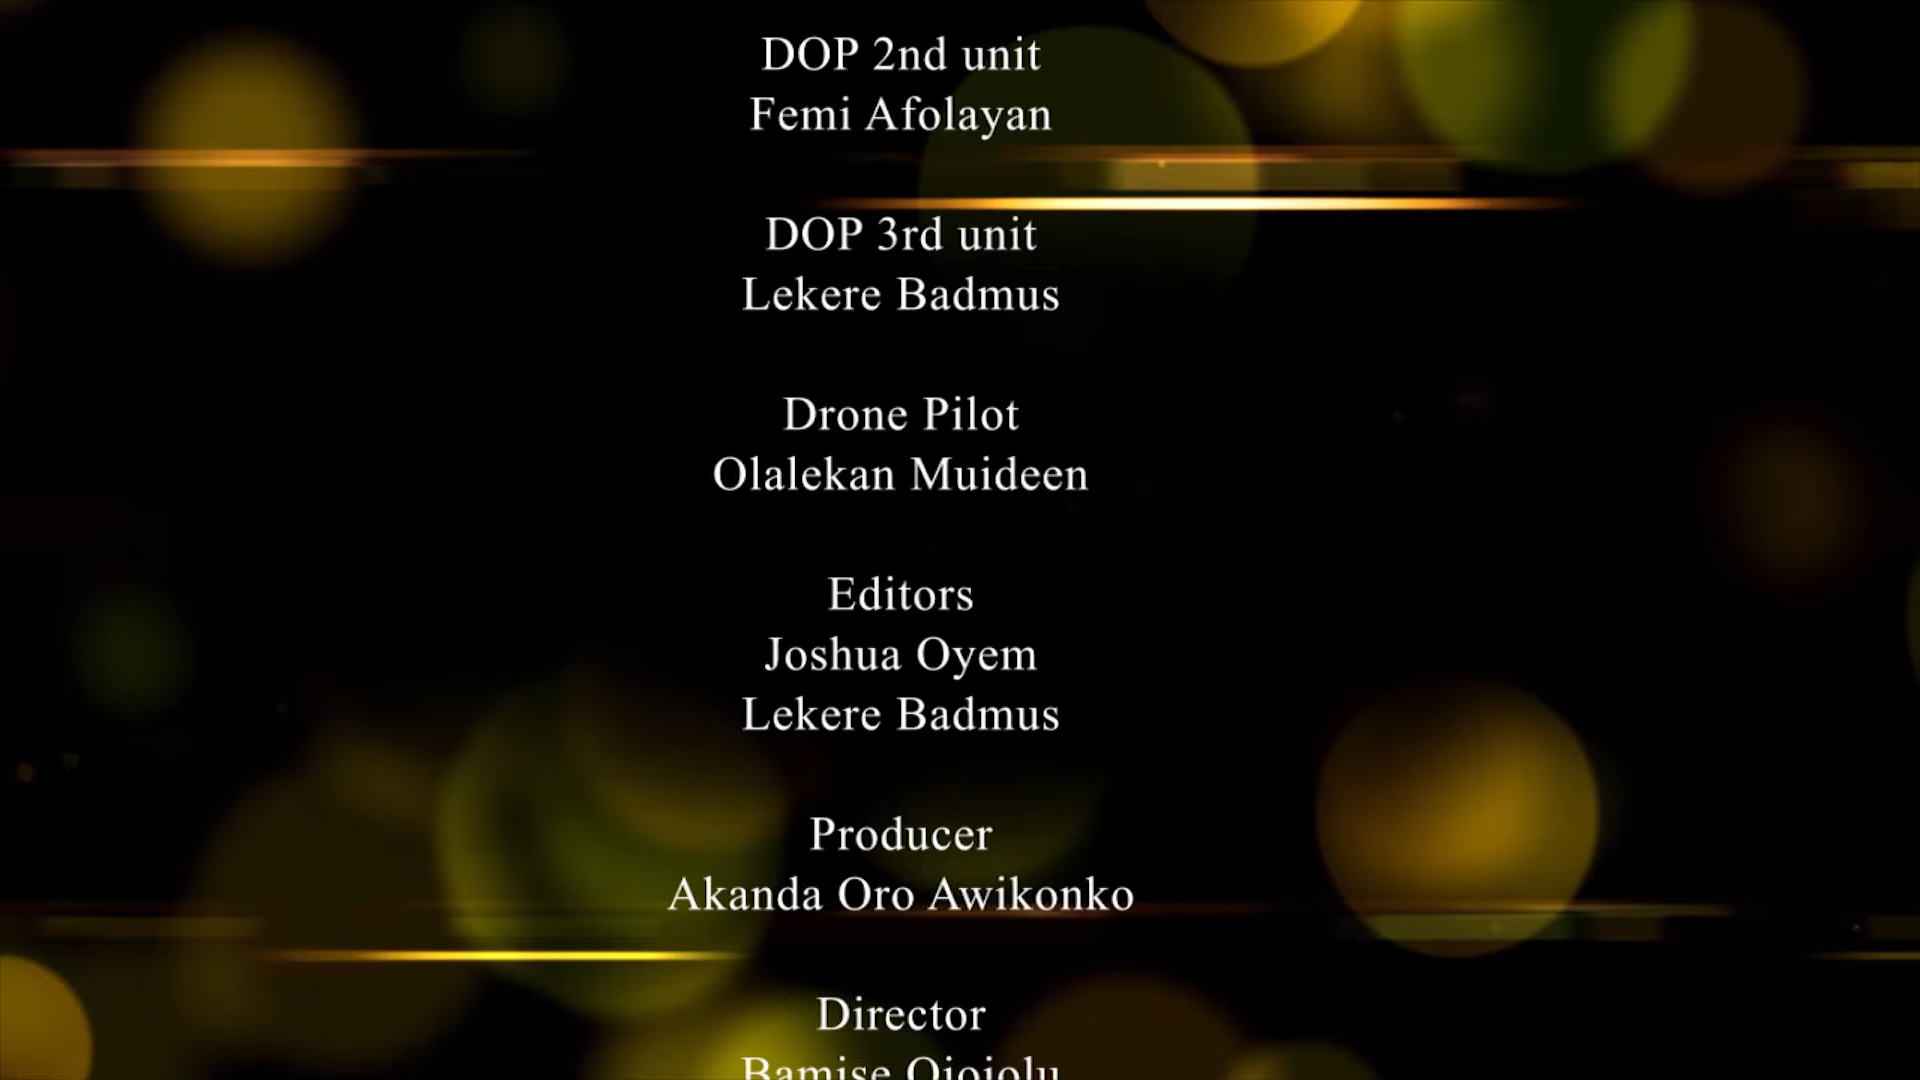 DOP 2nd unit
Femi Afolayan
DOP 3rd unit
Lekere Badmus
Drone Pilot
Olalekan Muideen
Editors
Joshua Oyem
Lekere Badmus
Producer
Akanda Oro Awikonko
Director
Bamise